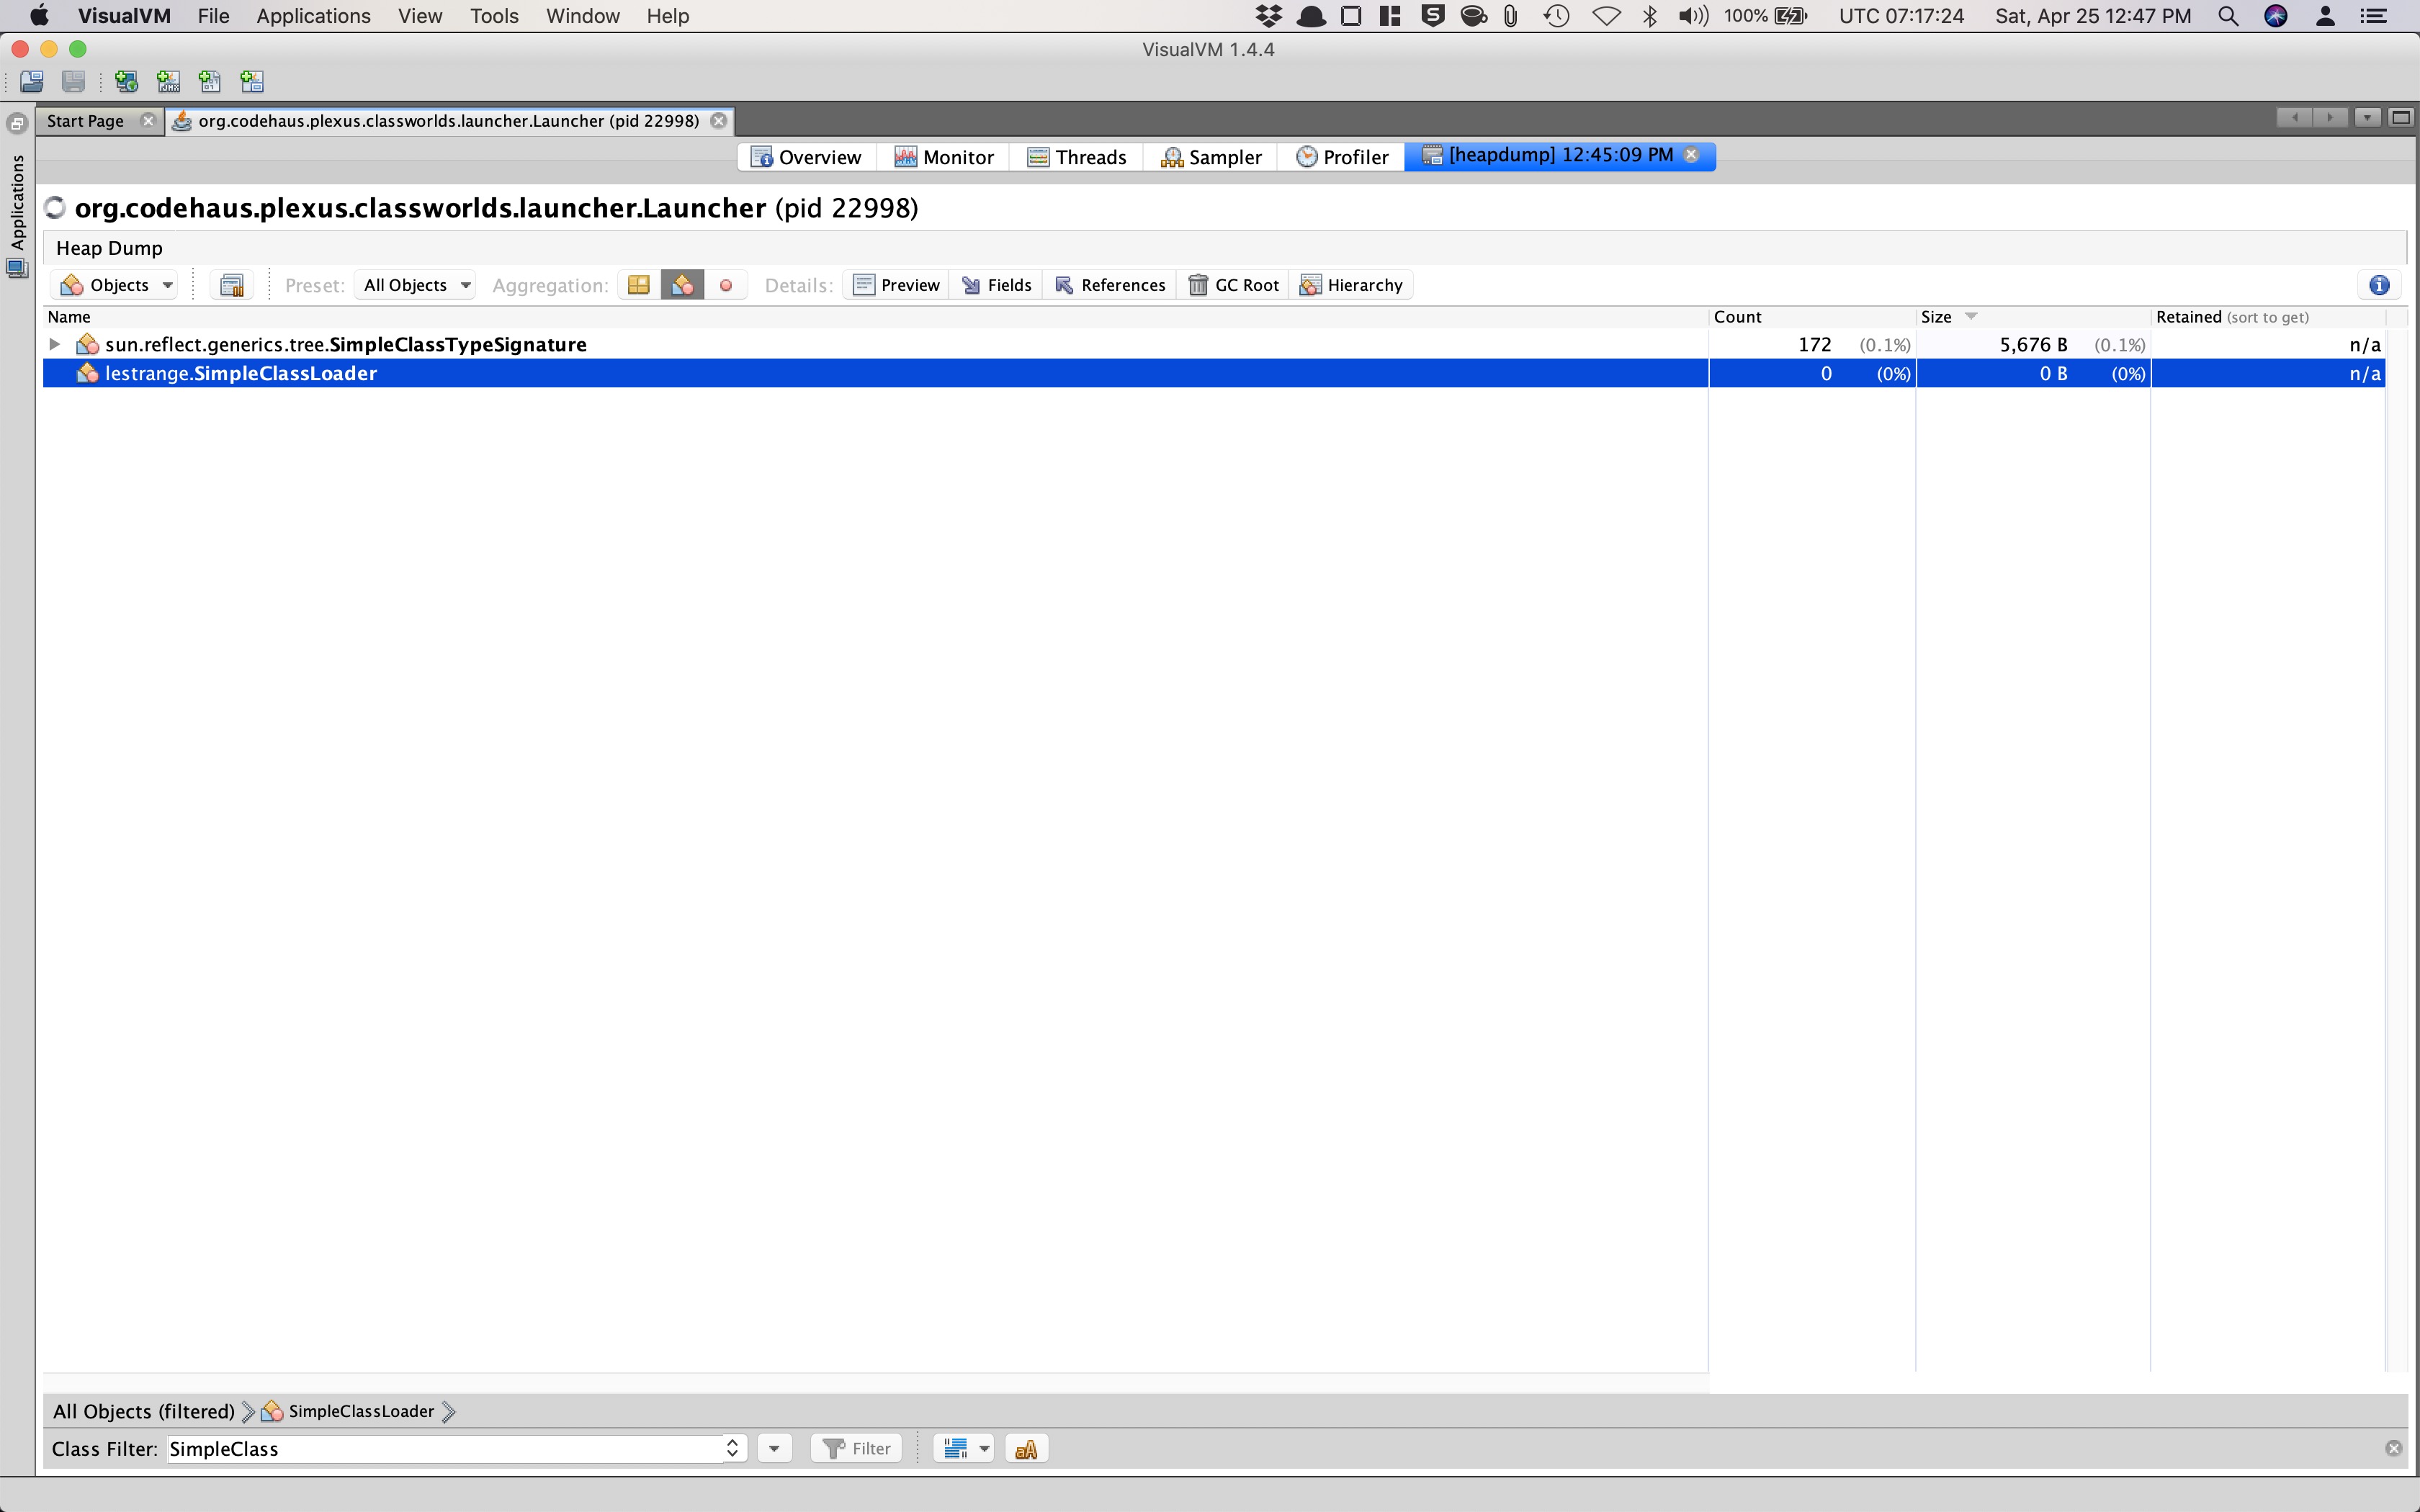 VisualVM File Applications View Tools Window Help 100% UTC 07:17:24 Sat, Apr 25 12:47 PM
VisualVM 1.4.4
Start Page org.codehaus.plexus.classworlds.launcher.Launcher (pid 22998)
Applications
Overview Monitor Threads Sampler Profiler [heapdump] 12:45:09 PM
org.codehaus.plexus.classworlds.launcher.Launcher (pid 22998)
Heap Dump
Objects Preset: All Objects Aggregation: Details: Preview Fields References GC Root Hierarchy
Name Count Size Retained (sort to get)
sun.reflect.generics.tree.SimpleClassTypeSignature 172 (0.1%) 5,676 B (0.1%) n/a
lestrange.SimpleClassLoader 0 (0%) 0 B (0%) n/a
All Objects (filtered) SimpleClassLoader
Class Filter: SimpleClass Filter aA